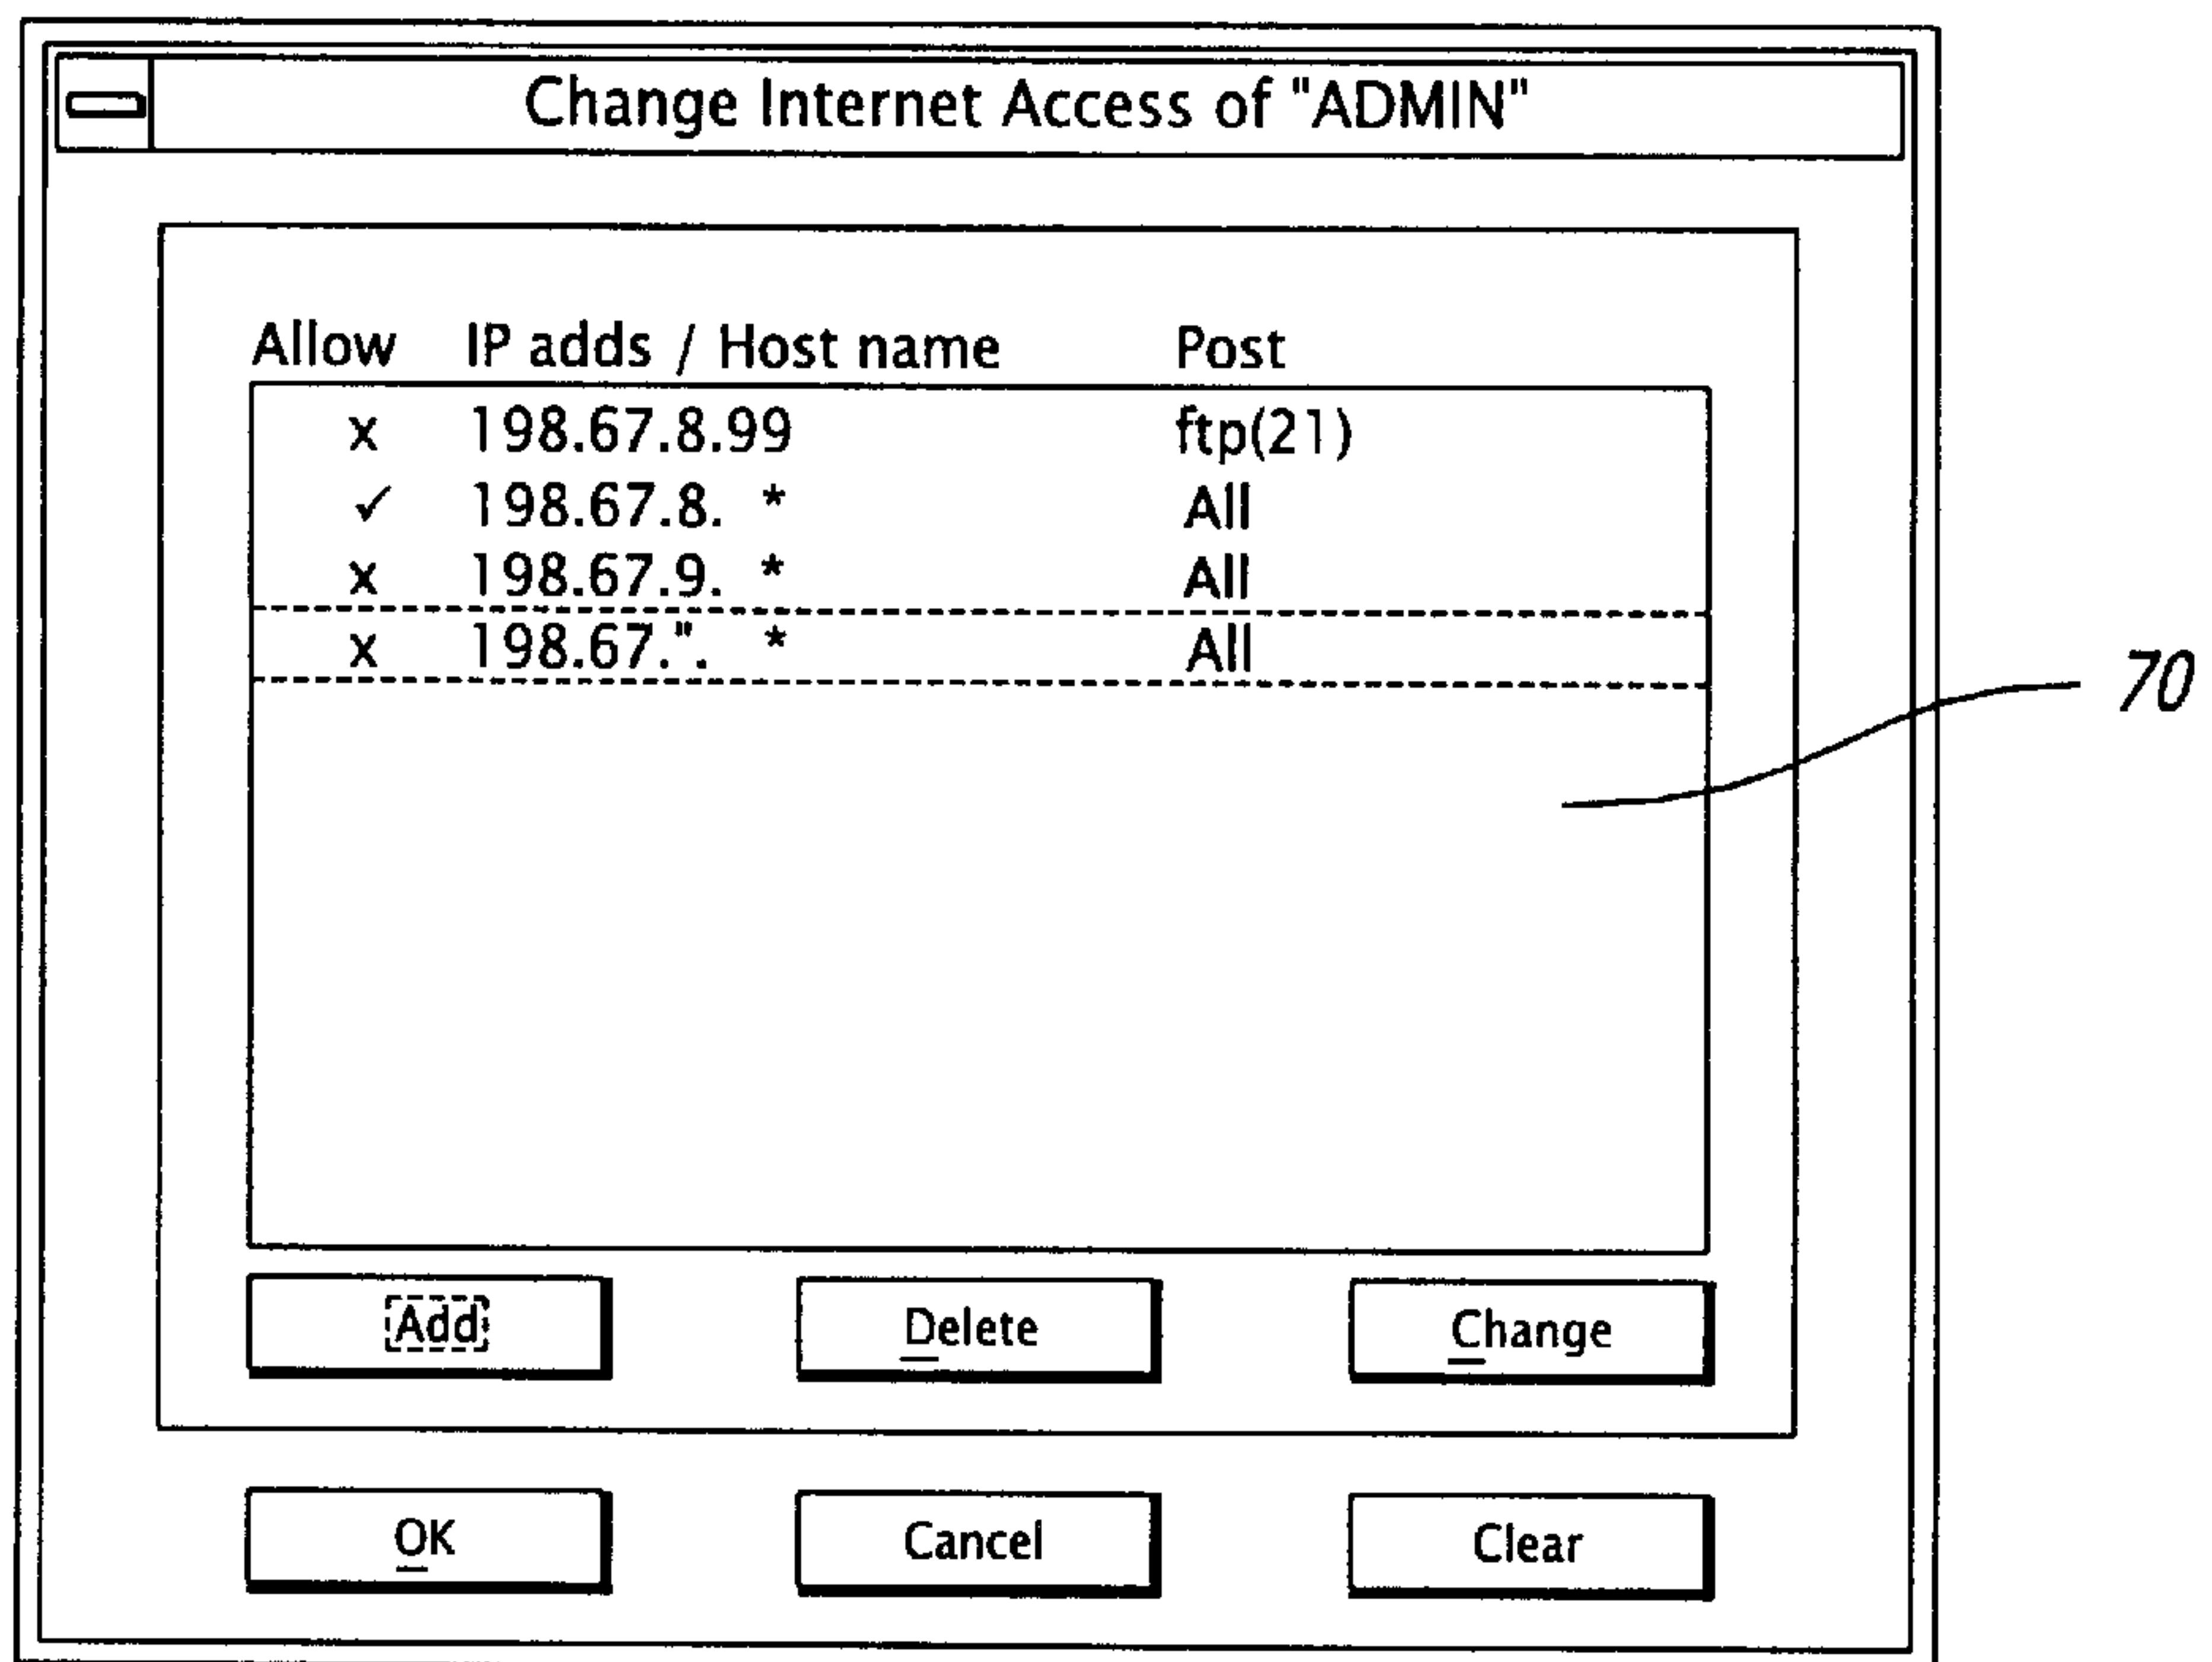 Change Internet Access of "ADMIN"
Allow IP adds / Host name Post
x 198.67.8.99 ftp(21)
✓ 198.67.8. * All
x 198.67.9. * All
x 198.67.". * All
70
Add Delete Change
OK Cancel Clear